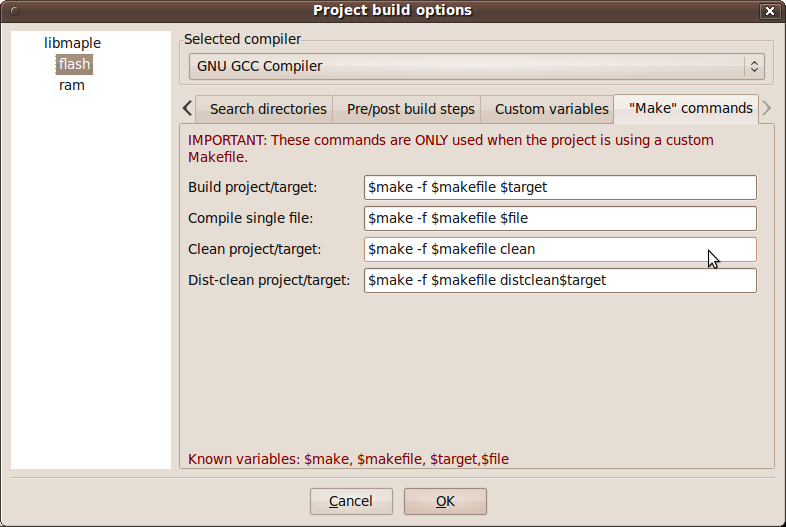 Project build options
libmaple
flash
ram
Selected compiler
GNU GCC Compiler
Search directories
Pre/post build steps
Custom variables
"Make" commands
IMPORTANT: These commands are ONLY used when the project is using a custom
Makefile.
Build project/target:
$make -f $makefile $target
Compile single file:
$make -f $makefile $file
Clean project/target:
$make -f $makefile clean
Dist-clean project/target:
$make -f $makefile distclean$target
Known variables: $make, $makefile, $target,$file
Cancel
OK